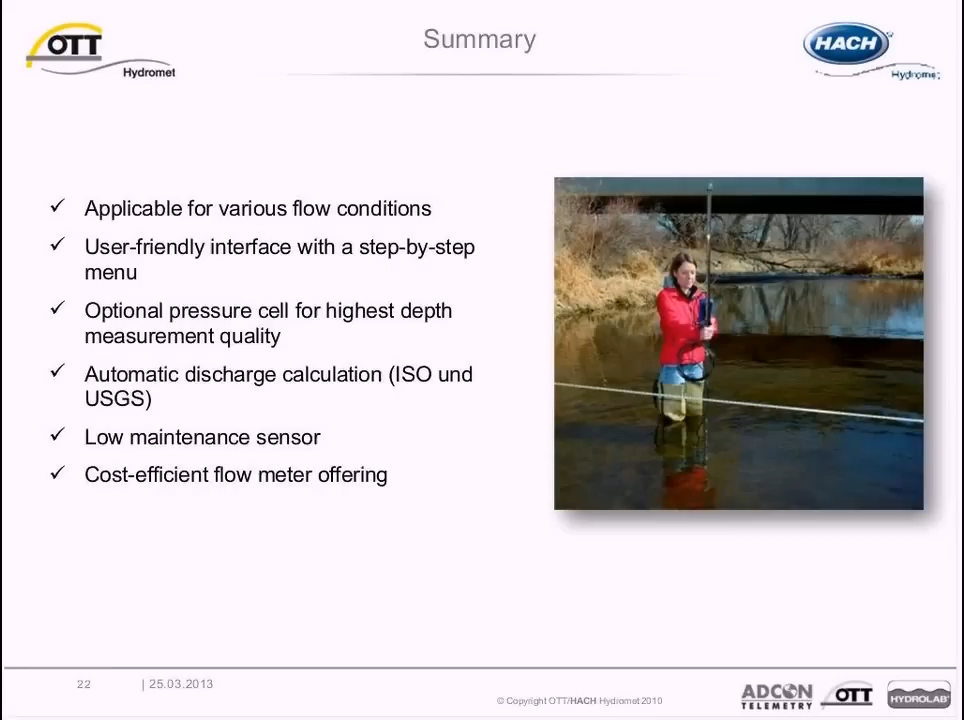 OTT
Hydromet
Summary
HACH
Hydromet
Applicable for various flow conditions
User-friendly interface with a step-by-step
menu
Optional pressure cell for highest depth
measurement quality
Automatic discharge calculation (ISO und
USGS)
Low maintenance sensor
Cost-efficient flow meter offering
22
| 25.03.2013
© Copyright OTT/HACH Hydromet 2010
ADCON
TELEMETRY
OTT
HYDROLAB